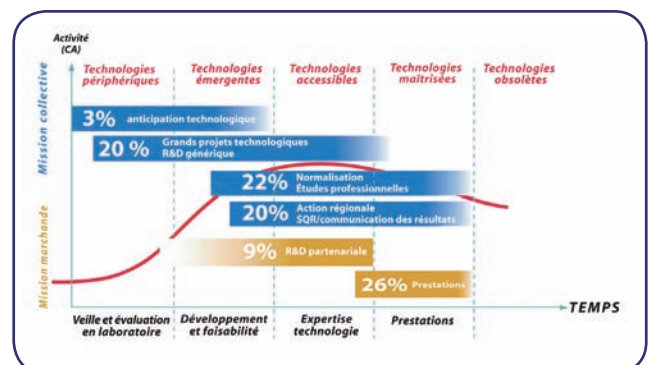 Activité
(CA)
Technologies
périphériques
Technologies
émergentes
Technologies
accessibles
Technologies
maîtrisées
Technologies
obsolètes
Mission collective
3% anticipation technologique
20 % Grands projets technologiques
R&D générique
22% Normalisation
Études professionnelles
20% Action régionale
SQR/communication des résultats
Mission marchande
9% R&D partenariale
26% Prestations
TEMPS
Veille et évaluation
en laboratoire
Développement
et faisabilité
Expertise
technologie
Prestations